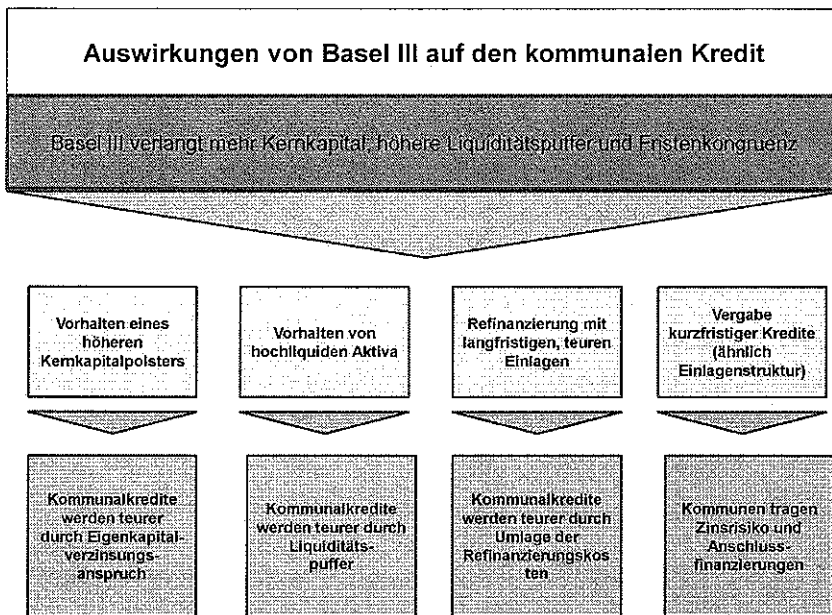 Auswirkungen von Basel III auf den kommunalen Kredit
Basel III verlangt mehr Kernkapital, höhere Liquiditätspuffer und Fristenkongruenz
Vorhalten eines
höheren
Kernkapitalpolsters
Vorhalten von
hochliquiden Aktiva
Refinanzierung mit
langfristigen, teuren
Einlagen
Vergabe
kurzfristiger Kredite
(ähnlich
Einlagenstruktur)
Kommunalkredite
werden teurer
durch Eigenkapital-
verzinsungs-
anspruch
Kommunalkredite
werden teurer durch
Liquiditäts-
puffer
Kommunalkredite
werden teurer durch
Umlage der
Refinanzierungskos
ten
Kommunen tragen
Zinsrisiko und
Anschluss-
finanzierungen